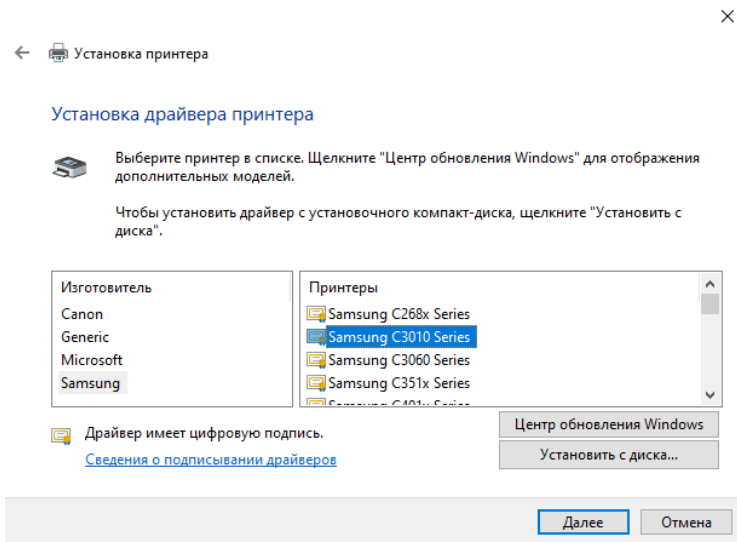 Установка принтера
Установка драйвера принтера
Выберите принтер в списке. Щелкните "Центр обновления Windows" для отображения
дополнительных моделей.
Чтобы установить драйвер с установочного компакт-диска, щелкните "Установить с
диска".
Изготовитель
Canon
Generic
Microsoft
Samsung
Принтеры
Samsung C268x Series
Samsung C3010 Series
Samsung C3060 Series
Samsung C351x Series
Samsung C401x Series
Драйвер имеет цифровую подпись.
Сведения о подписывании драйверов
Центр обновления Windows
Установить с диска...
Далее
Отмена